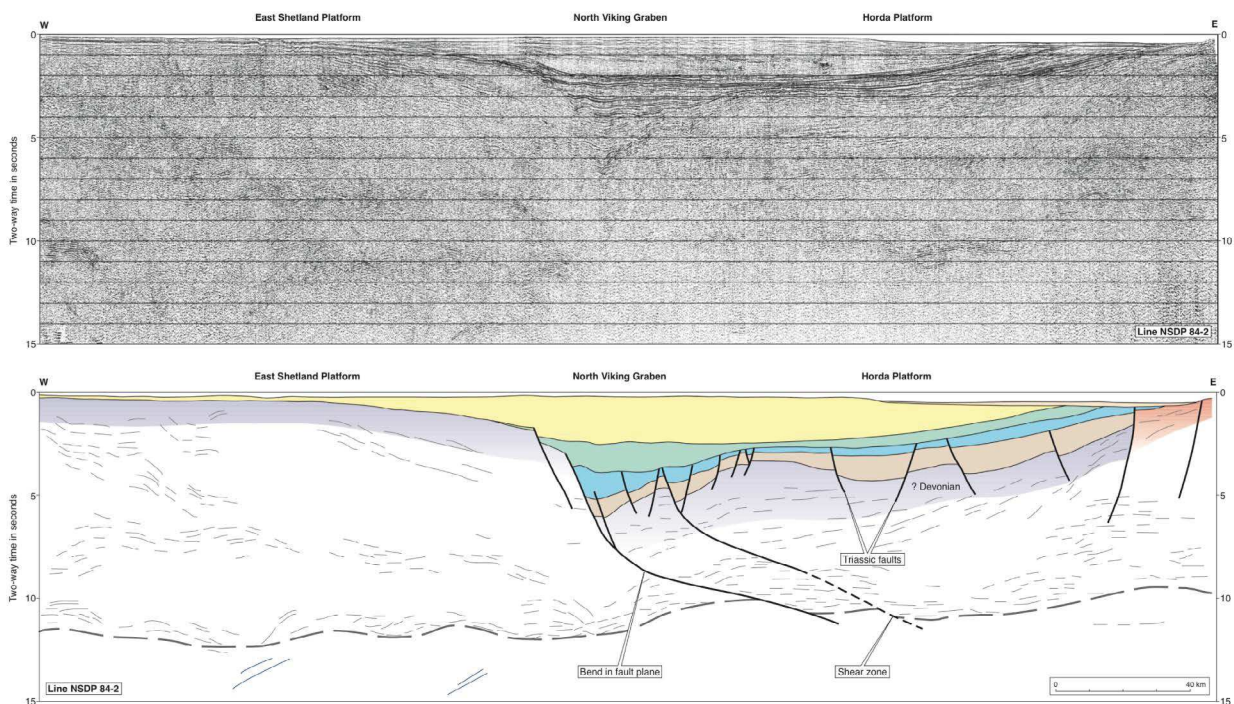 East Shetland Platform North Viking Graben Horda Platform
W E
0 0
5 5
10 10
15 15
Two-way time in seconds
Line NSDP 84-2
East Shetland Platform North Viking Graben Horda Platform
W E
0 0
5 5
10 10
15 15
Two-way time in seconds
? Devonian
Triassic faults
Bend in fault plane
Shear zone
Line NSDP 84-2
0 40 km